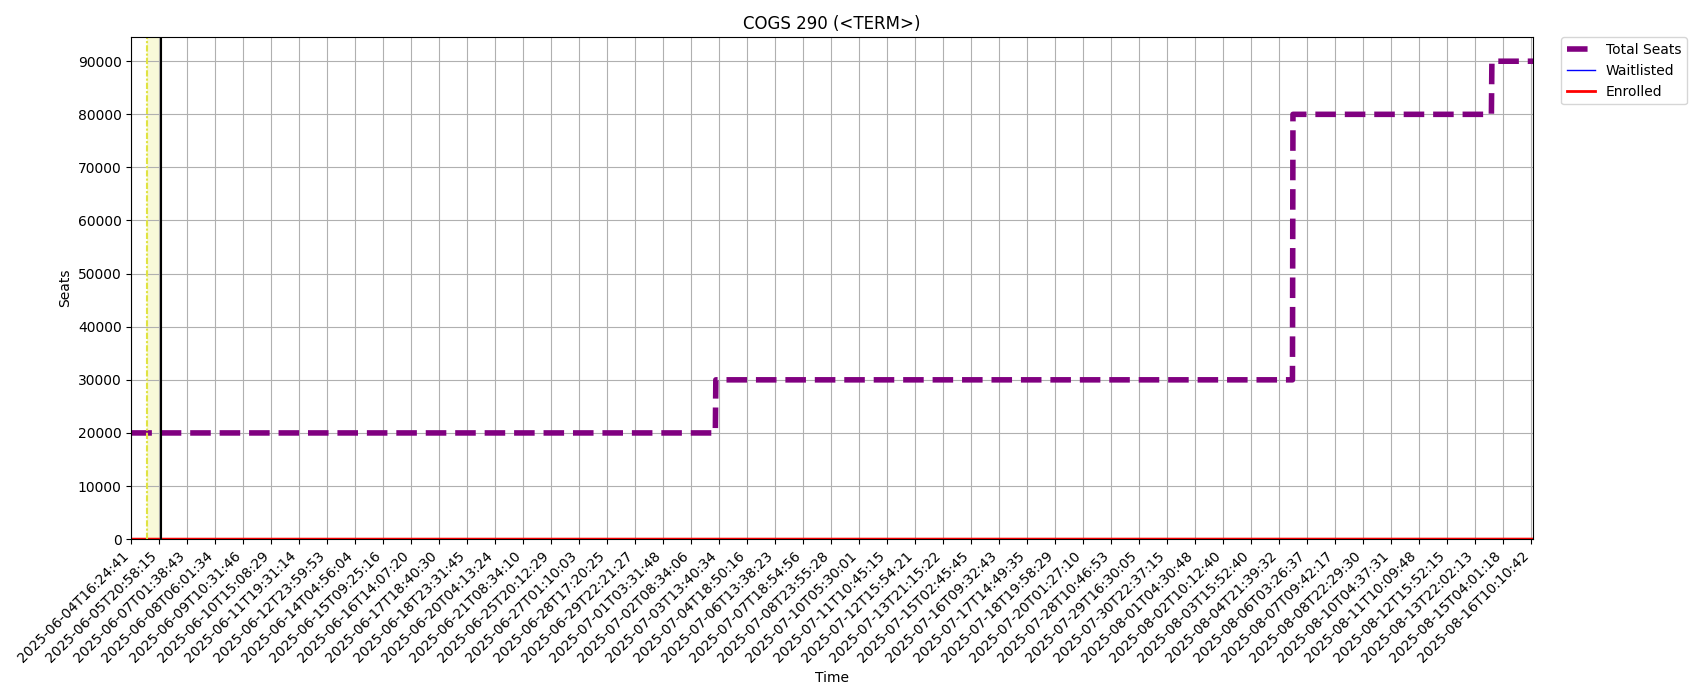 COGS 290 (<TERM>)
Total Seats
Waitlisted
Enrolled
90000
80000
70000
60000
50000
40000
30000
20000
10000
0
Seats
2025-06-04T16:24:41
2025-06-05T20:58:15
2025-06-07T01:38:43
2025-06-08T06:01:34
2025-06-09T10:31:46
2025-06-10T15:08:29
2025-06-11T19:31:14
2025-06-12T23:59:53
2025-06-14T04:56:04
2025-06-15T09:25:16
2025-06-16T14:07:20
2025-06-17T18:40:30
2025-06-18T23:31:45
2025-06-20T04:13:24
2025-06-21T08:34:10
2025-06-25T20:12:29
2025-06-27T01:10:03
2025-06-28T17:20:25
2025-06-29T22:21:27
2025-07-01T03:31:48
2025-07-02T08:34:06
2025-07-03T13:40:34
2025-07-04T18:50:16
2025-07-06T13:38:23
2025-07-07T18:54:56
2025-07-08T23:55:28
2025-07-10T05:30:01
2025-07-11T10:45:15
2025-07-12T15:54:21
2025-07-13T21:15:22
2025-07-15T02:45:45
2025-07-16T09:32:43
2025-07-17T14:49:35
2025-07-18T19:58:29
2025-07-20T01:27:10
2025-07-28T10:46:53
2025-07-29T16:30:05
2025-07-30T22:37:15
2025-08-01T04:30:48
2025-08-02T10:12:40
2025-08-03T15:52:40
2025-08-04T21:39:32
2025-08-06T03:26:37
2025-08-07T09:42:17
2025-08-08T22:29:30
2025-08-10T04:37:31
2025-08-11T10:09:48
2025-08-12T15:52:15
2025-08-13T22:02:13
2025-08-15T04:01:18
2025-08-16T10:10:42
Time